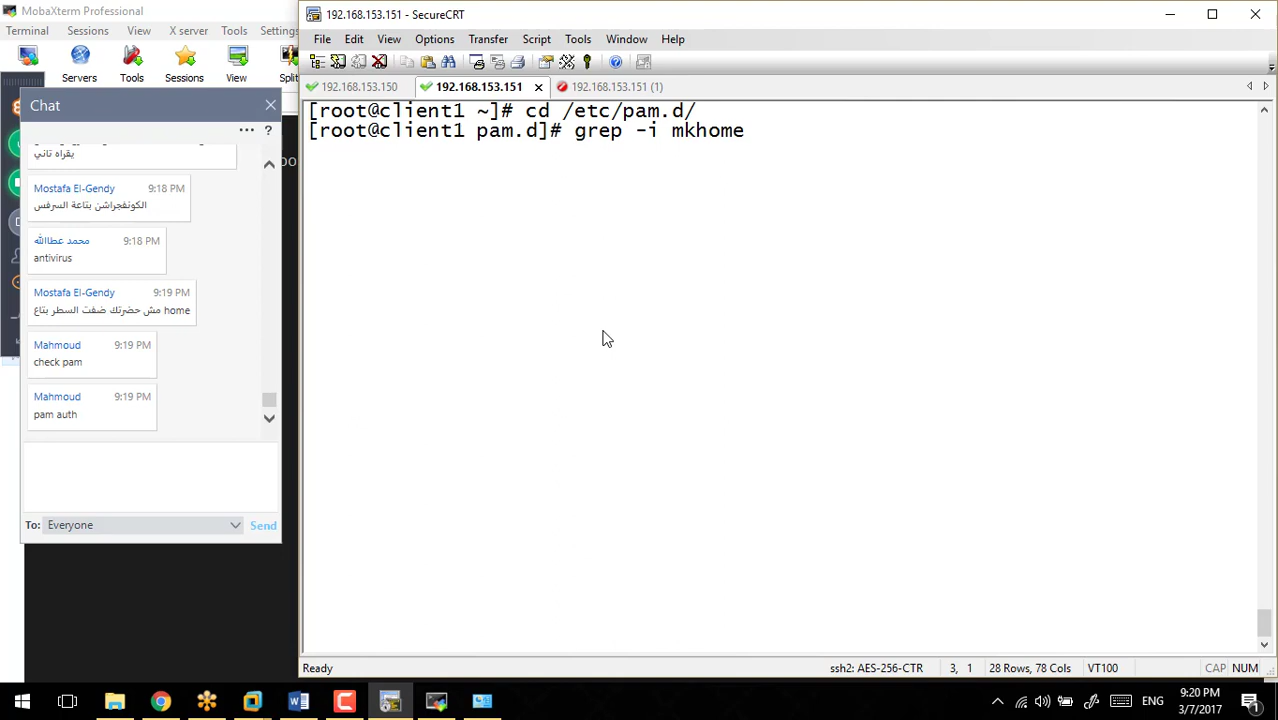 MobaXterm Professional
Terminal Sessions View X server Tools Settings
Servers Tools Sessions View Split
Chat
يقراه تاني
Mostafa El-Gendy 9:18 PM
الكونفجراشن بتاعة السرفس
محمد عطاالله 9:18 PM
antivirus
Mostafa El-Gendy 9:19 PM
مش حضرتك ضفت السطر بتاع home
Mahmoud 9:19 PM
check pam
Mahmoud 9:19 PM
pam auth
To: Everyone Send
192.168.153.151 - SecureCRT
File Edit View Options Transfer Script Tools Window Help
192.168.153.150 192.168.153.151 192.168.153.151 (1)
[root@client1 ~]# cd /etc/pam.d/
[root@client1 pam.d]# grep -i mkhome
Ready ssh2: AES-256-CTR 3, 1 28 Rows, 78 Cols VT100 CAP NUM
ENG 9:20 PM
3/7/2017